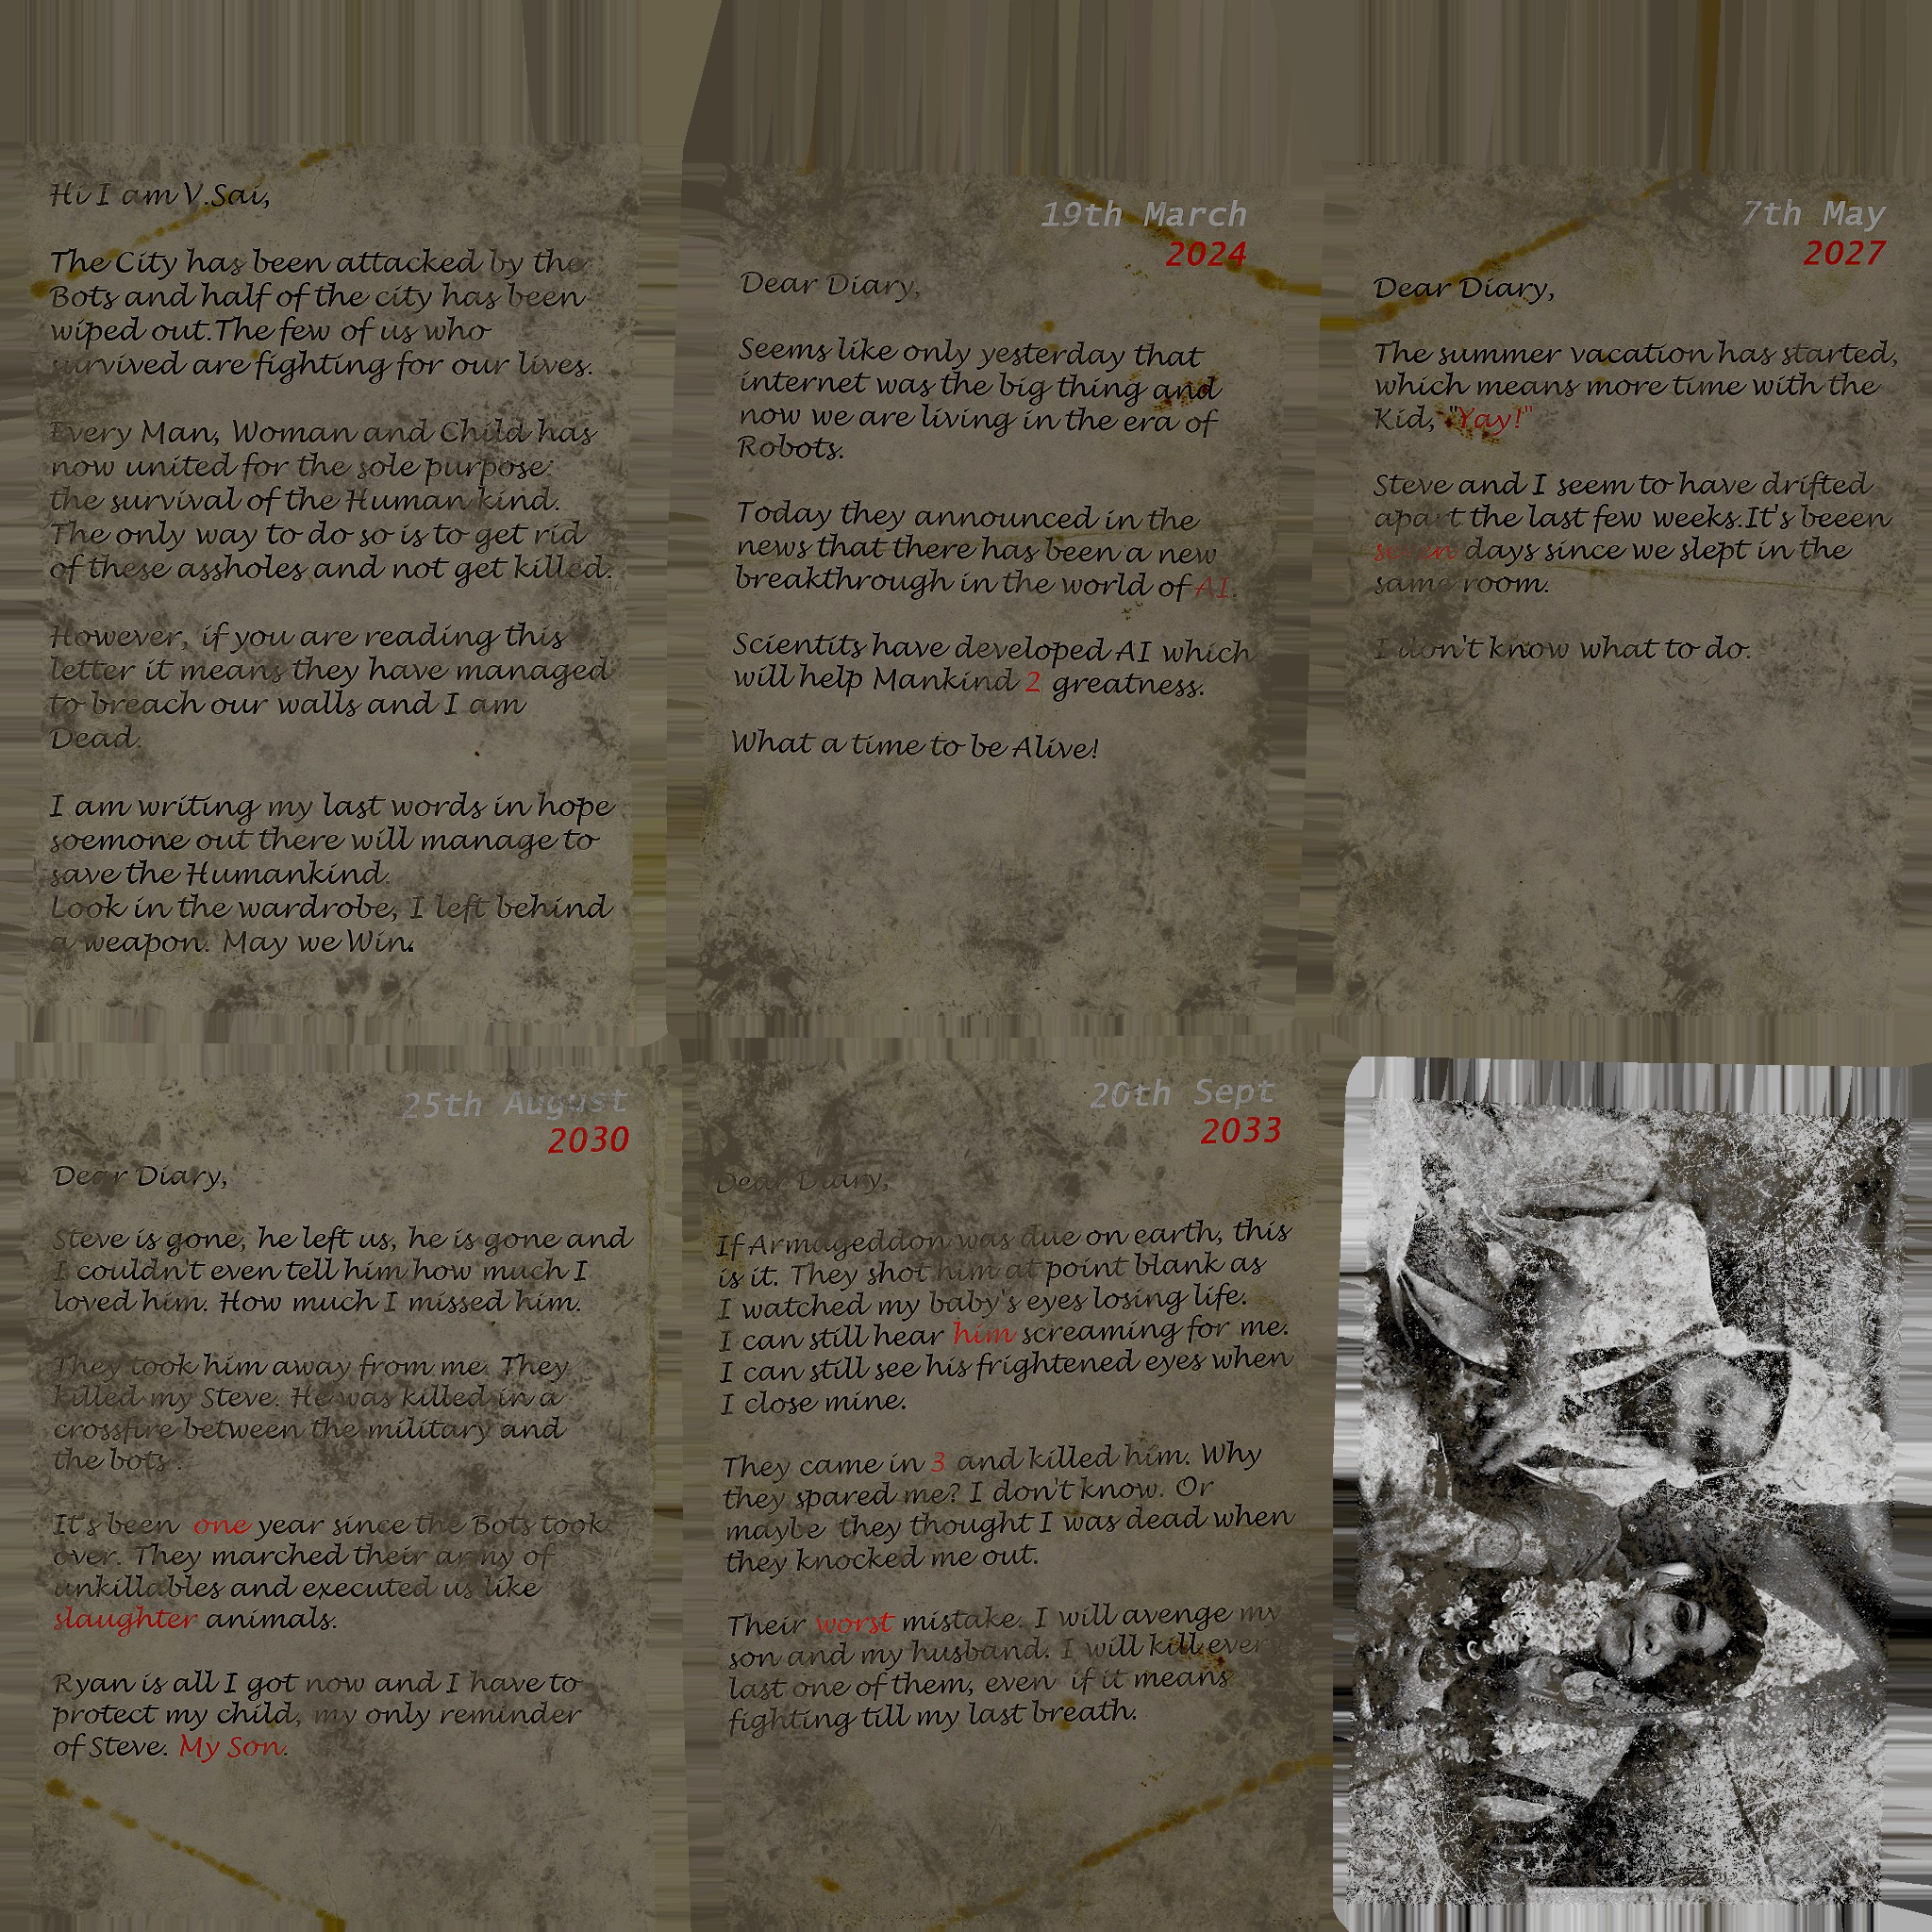 Hi I am V.Sai,
The City has been attacked by the
Bots and half of the city has been
wiped out.The few of us who
survived are fighting for our lives.
Every Man, Woman and Child has
now united for the sole purpose:
the survival of the Human kind.
The only way to do so is to get rid
of these assholes and not get killed.
However, if you are reading this
letter it means they have managed
to breach our walls and I am
Dead.
I am writing my last words in hope
soemone out there will manage to
save the Humankind.
Look in the wardrobe, I left behind
a weapon. May we Win.
19th March
2024
Dear Diary,
Seems like only yesterday that
internet was the big thing and
now we are living in the era of
Robots.
Today they announced in the
news that there has been a new
breakthrough in the world of AI.
Scientits have developed AI which
will help Mankind 2 greatness.
What a time to be Alive!
7th May
2027
Dear Diary,
The summer vacation has started,
which means more time with the
Kid, "Yay!"
Steve and I seem to have drifted
apart the last few weeks.It's beeen
seven days since we slept in the
same room.
I don't know what to do.
25th August
2030
Dear Diary,
Steve is gone, he left us, he is gone and
I couldn't even tell him how much I
loved him. How much I missed him.
They took him away from me. They
killed my Steve. He was killed in a
crossfire between the military and
the bots .
It's been one year since the Bots took
over. They marched their army of
unkillables and executed us like
slaughter animals.
Ryan is all I got now and I have to
protect my child, my only reminder
of Steve. My Son.
20th Sept
2033
Dear Diary,
If Armageddon was due on earth, this
is it. They shot him at point blank as
I watched my baby's eyes losing life.
I can still hear him screaming for me.
I can still see his frightened eyes when
I close mine.
They came in 3 and killed him. Why
they spared me? I don't know. Or
maybe they thought I was dead when
they knocked me out.
Their worst mistake. I will avenge my
son and my husband. I will kill every
last one of them, even if it means
fighting till my last breath.